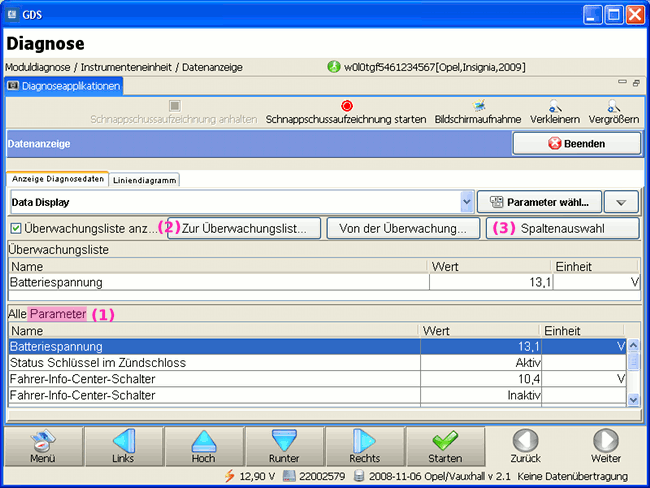 GDS
Diagnose
Moduldiagnose / Instrumenteneinheit / Datenanzeige w0l0tgf5461234567[Opel,Insignia,2009]
Diagnoseapplikationen
Schnappschussaufzeichnung anhalten Schnappschussaufzeichnung starten Bildschirmaufnahme Verkleinern Vergrößern
Datenanzeige Beenden
Anzeige Diagnosedaten Liniendiagramm
Data Display Parameter wähl...
Überwachungsliste anz... (2) Zur Überwachungslist... Von der Überwachung... (3) Spaltenauswahl
Überwachungsliste
Name Wert Einheit
Batteriespannung 13,1 V
Alle Parameter (1)
Name Wert Einheit
Batteriespannung 13,1 V
Status Schlüssel im Zündschloss Aktiv
Fahrer-Info-Center-Schalter 10,4 V
Fahrer-Info-Center-Schalter Inaktiv
Menü Links Hoch Runter Rechts Starten Zurück Weiter
12,90 V 22002579 2008-11-06 Opel/Vauxhall v 2.1 Keine Datenübertragung